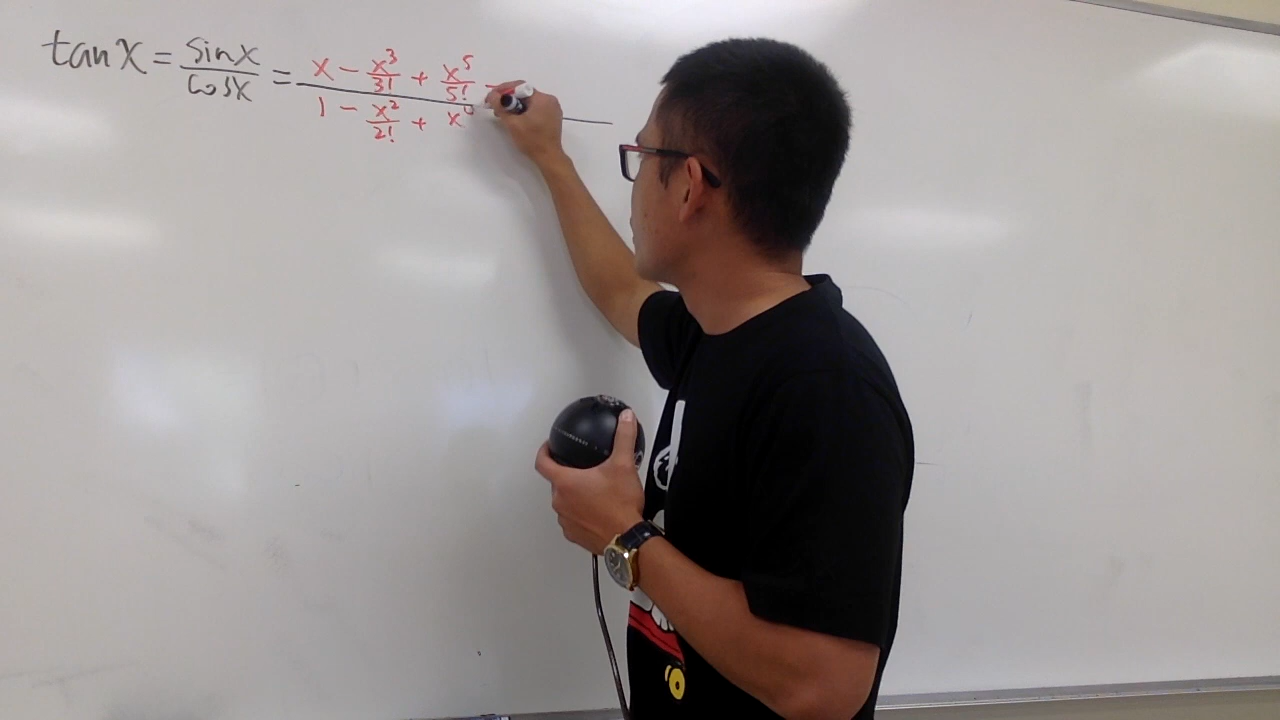 tan x = sin x / cos x = (x - x³/3! + x⁵/5! -) / (1 - x²/2! + x)